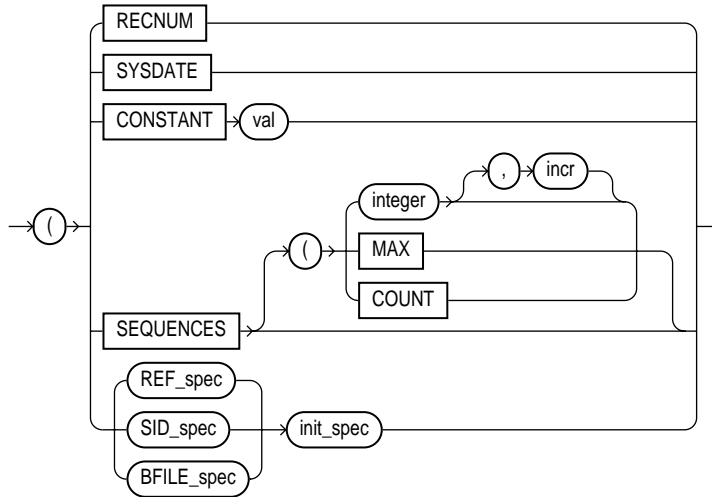 RECNUM
SYSDATE
CONSTANT val
, incr
integer
( ( MAX
COUNT
SEQUENCES
REF_spec
SID_spec init_spec
BFILE_spec